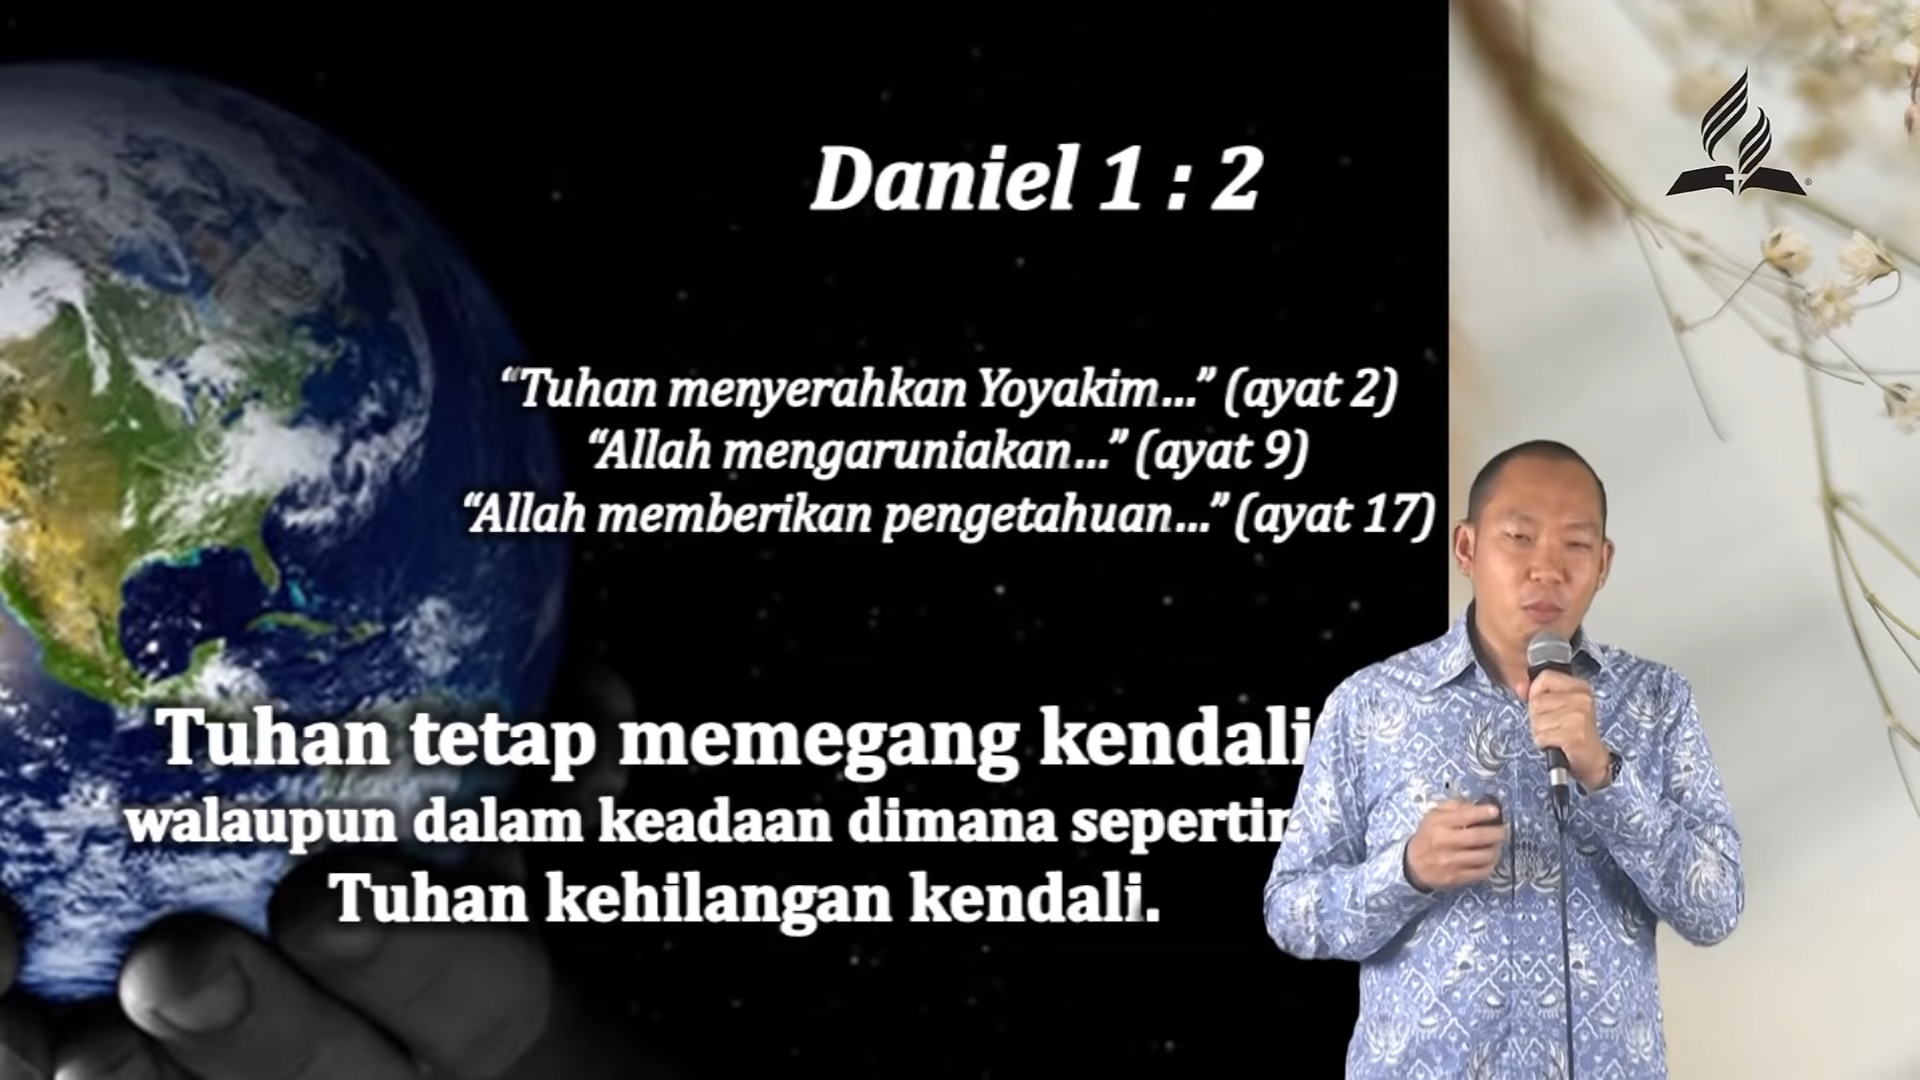 Daniel 1 : 2
“Tuhan menyerahkan Yoyakim...” (ayat 2)
“Allah mengaruniakan...” (ayat 9)
“Allah memberikan pengetahuan...” (ayat 17)
Tuhan tetap memegang kendali
walaupun dalam keadaan dimana
Tuhan kehilangan kendali.